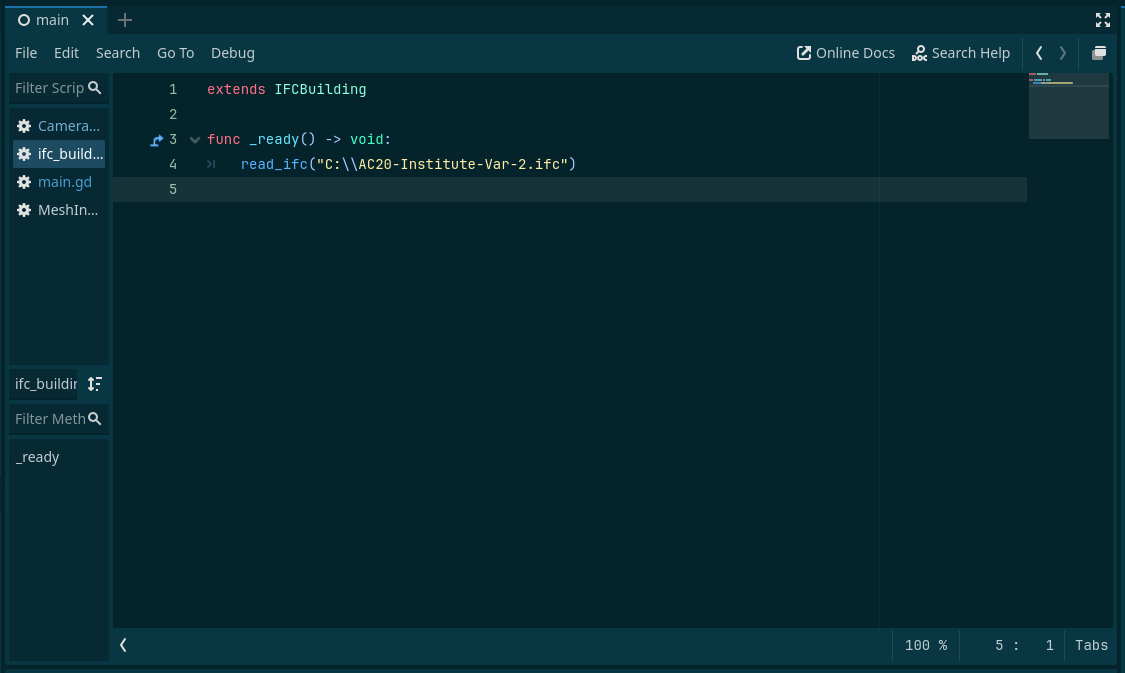 main
File Edit Search Go To Debug Online Docs Search Help
Filter Scrip
Camera...
ifc_build...
main.gd
MeshIn...
ifc_buildin
Filter Meth
_ready
1 extends IFCBuilding
2
3 func _ready() -> void:
4 read_ifc("C:\\AC20-Institute-Var-2.ifc")
5
100 % 5 : 1 Tabs